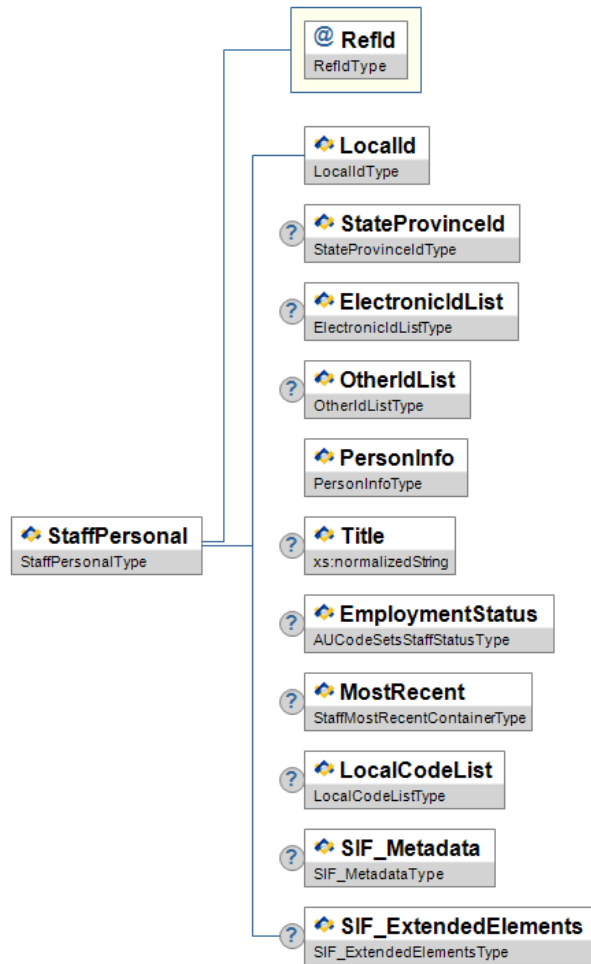 @ RefId
RefIdType
LocalId
LocalIdType
? StateProvinceId
StateProvinceIdType
? ElectronicIdList
ElectronicIdListType
? OtherIdList
OtherIdListType
PersonInfo
PersonInfoType
StaffPersonal
StaffPersonalType
? Title
xs:normalizedString
? EmploymentStatus
AUCodeSetsStaffStatusType
? MostRecent
StaffMostRecentContainerType
? LocalCodeList
LocalCodeListType
? SIF_Metadata
SIF_MetadataType
? SIF_ExtendedElements
SIF_ExtendedElementsType